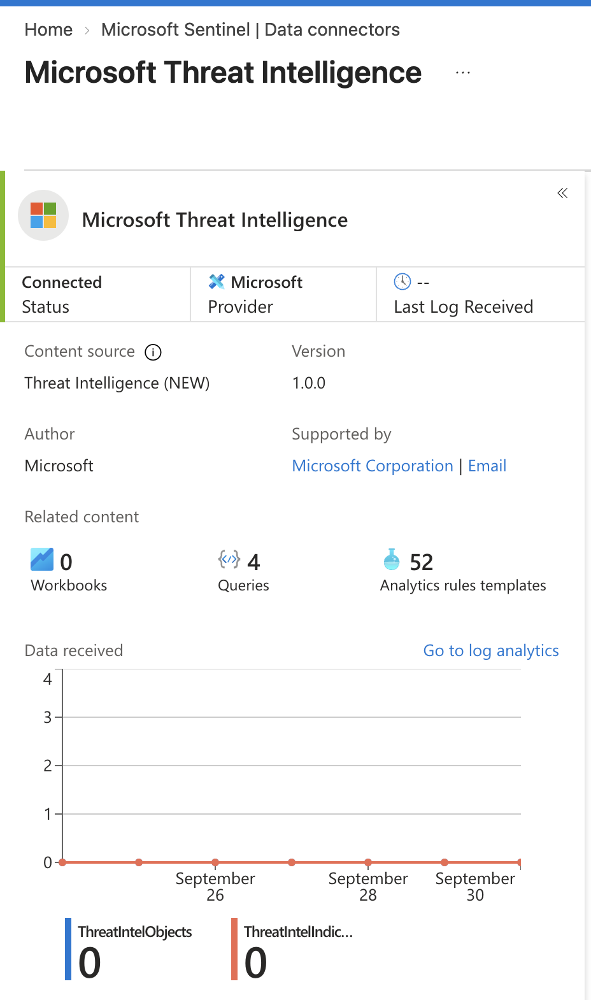 Home > Microsoft Sentinel | Data connectors
Microsoft Threat Intelligence ...
Microsoft Threat Intelligence
Connected
Status
Microsoft
Provider
--
Last Log Received
Content source
Version
Threat Intelligence (NEW)
1.0.0
Author
Supported by
Microsoft
Microsoft Corporation | Email
Related content
0
Workbooks
4
Queries
52
Analytics rules templates
Data received
Go to log analytics
4
3
2
1
0
September
26
September
28
September
30
ThreatIntelObjects
0
ThreatIntelIndic...
0